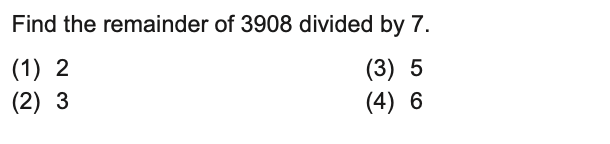 Find the remainder of 3908 divided by 7.
(1) 2 (3) 5
(2) 3 (4) 6